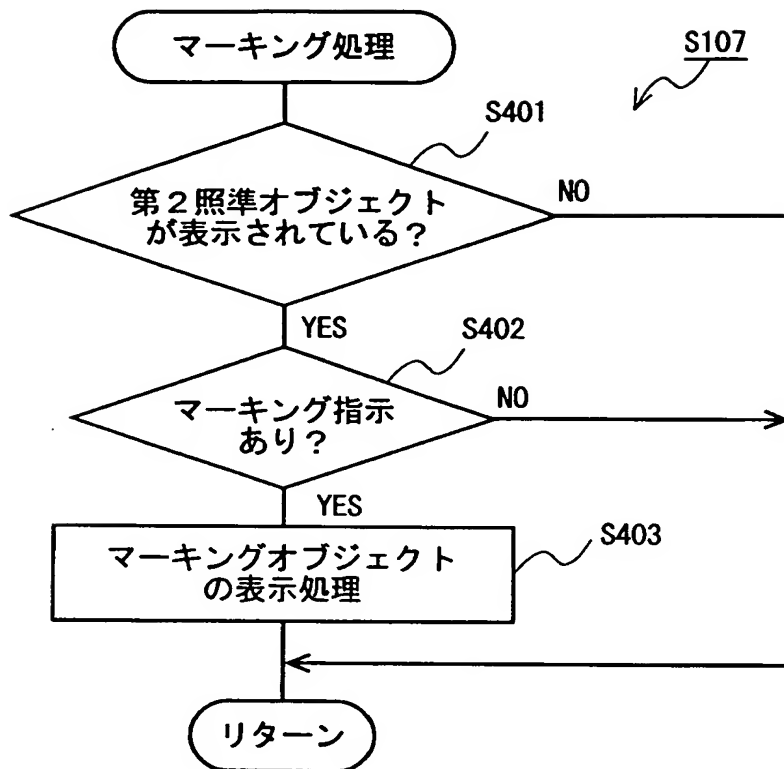 マーキング処理
S107
S401
第２照準オブジェクト
が表示されている？
NO
YES
S402
マーキング指示
あり？
NO
YES
S403
マーキングオブジェクト
の表示処理
リターン